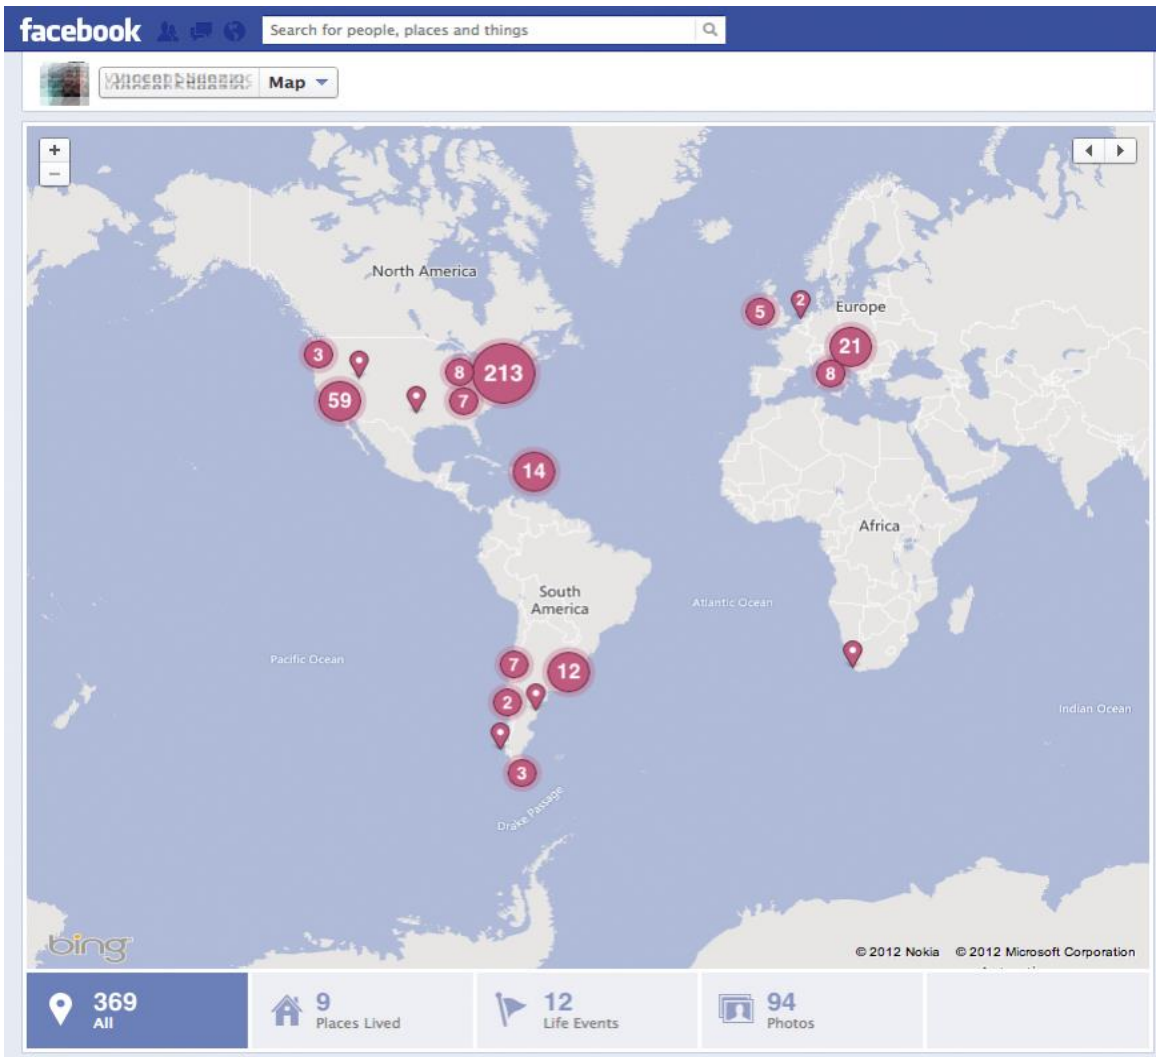 facebook Search for people, places and things
Map
+
−
North America
Europe
5
2
21
8
3
8
213
59
7
14
Africa
South
America
Atlantic Ocean
Pacific Ocean
7
12
2
Indian Ocean
3
Drake Passage
bing
© 2012 Nokia © 2012 Microsoft Corporation
369
All
9
Places Lived
12
Life Events
94
Photos